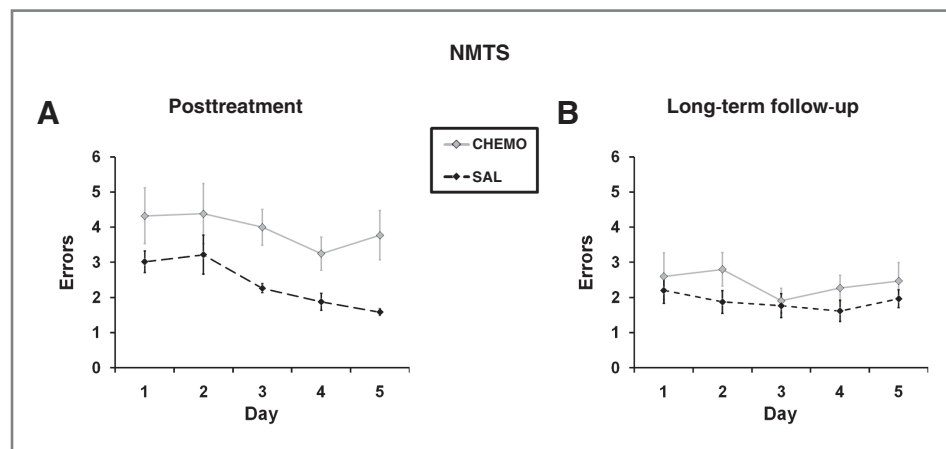 NMTS
A
Posttreatment
B
Long-term follow-up
CHEMO
SAL
6
5
4
3
2
1
0
Errors
1 2 3 4 5
Day
6
5
4
3
2
1
0
Errors
1 2 3 4 5
Day